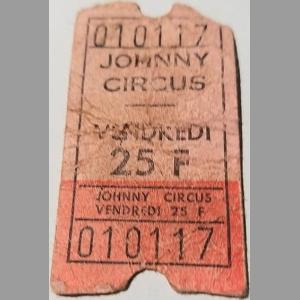 010117
JOHNNY
CIRCUS
VENDREDI
25 F
JOHNNY CIRCUS
VENDREDI 25 F
010117